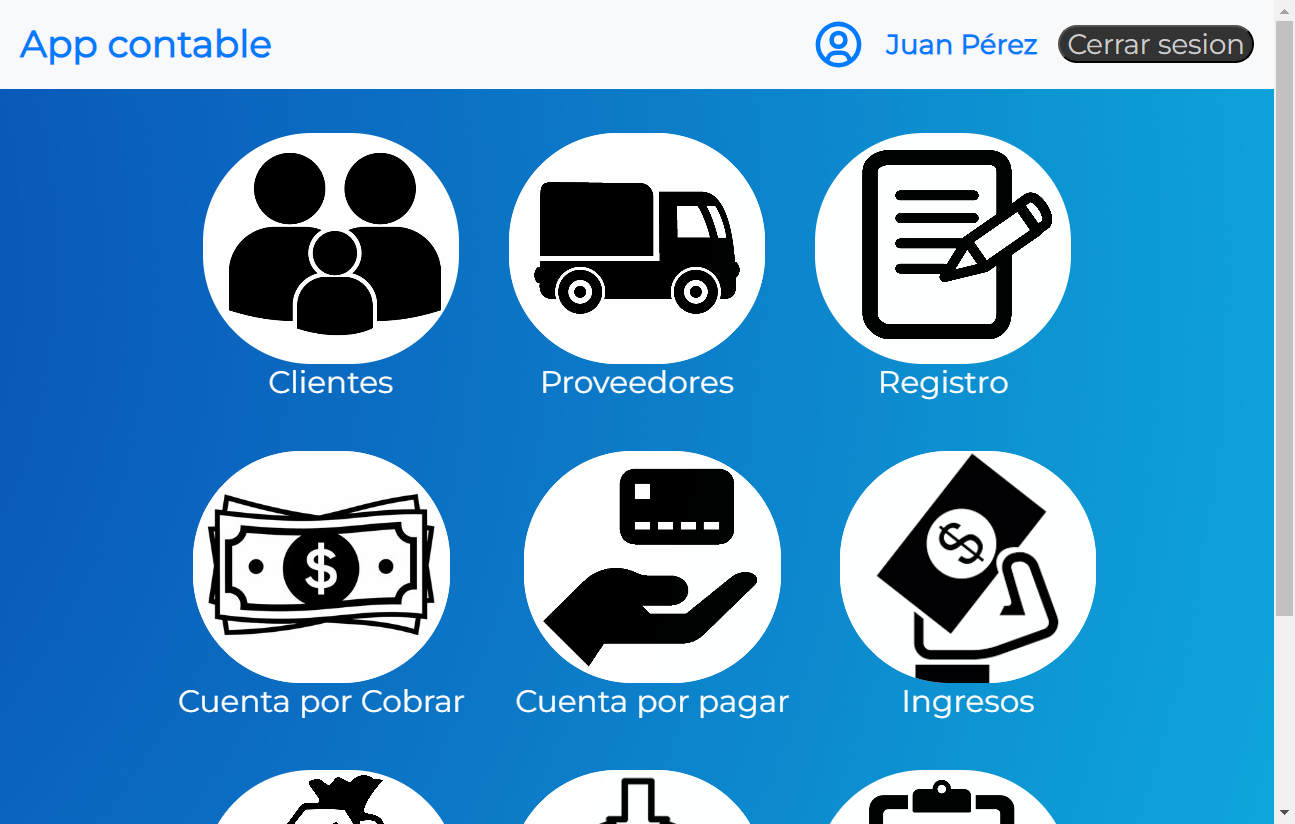 App contable
Juan Pérez
Cerrar sesion
Clientes
Proveedores
Registro
$
$
Cuenta por Cobrar
Cuenta por pagar
Ingresos